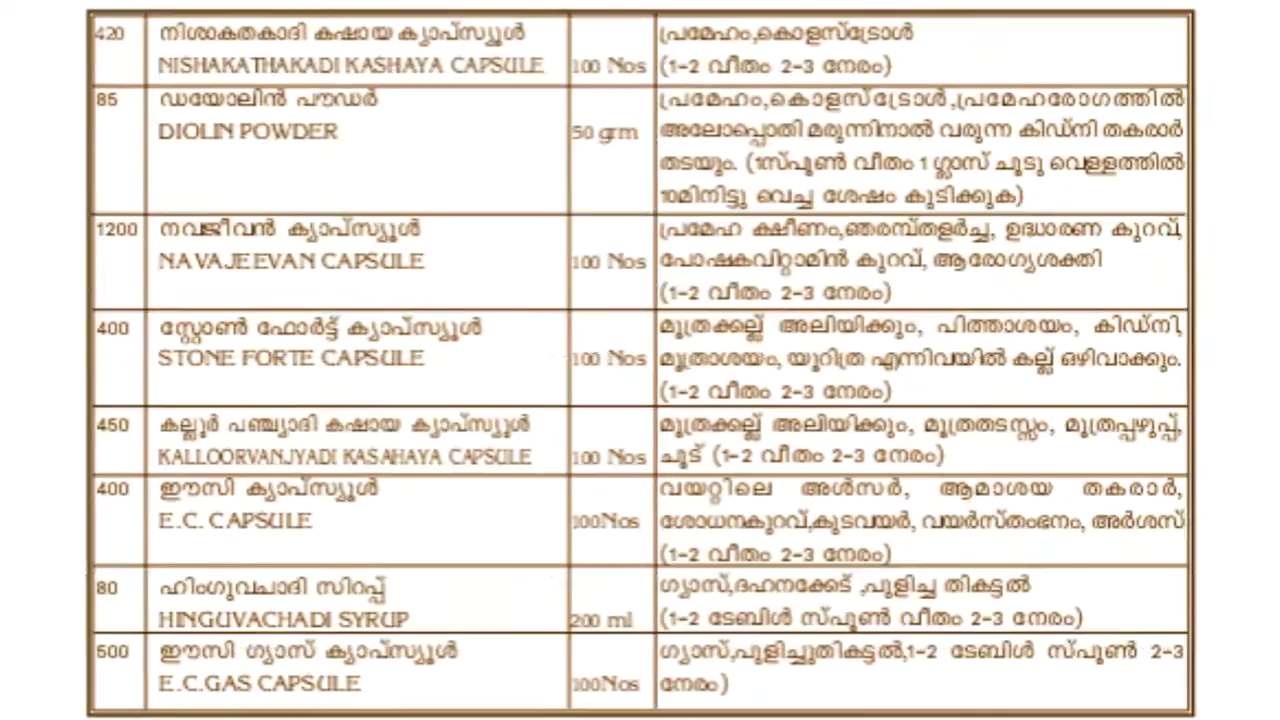 420 നിശാകതകാദി കഷായ ക്യാപ്സ്യൂൾ പ്രമേഹം,കൊളസ്ട്രോൾ
NISHAKATHAKADI KASHAYA CAPSULE 100 Nos (1-2 വീതം 2-3 നേരം)
85 ഡയോലിൻ പൗഡർ പ്രമേഹം,കൊളസ്ട്രോൾ,പ്രമേഹരോഗത്തിൽ
DIOLIN POWDER 50 grm അലോപ്പൊതി മരുന്നിനാൽ വരുന്ന കിഡ്നി തകരാർ
തടയും. (1സ്പൂൺ വീതം 1 ഗ്ലാസ് ചൂടു വെള്ളത്തിൽ
10മിനിട്ടു വെച്ച ശേഷം കുടിക്കുക)
1200 നവജീവൻ ക്യാപ്സ്യൂൾ പ്രമേഹ ക്ഷീണം,ഞരമ്പ്തളർച്ച, ഉദ്ധാരണ കുറവ്,
NAVAJEEVAN CAPSULE 100 Nos പോഷകവിറ്റാമിൻ കുറവ്, ആരോഗ്യശക്തി
(1-2 വീതം 2-3 നേരം)
400 സ്റ്റോൺ ഫോർട്ട് ക്യാപ്സ്യൂൾ മൂത്രക്കല്ല് അലിയിക്കും, പിത്താശയം, കിഡ്നി,
STONE FORTE CAPSULE 100 Nos മൂത്രാശയം, യൂറിത്ര എന്നിവയിൽ കല്ല് ഒഴിവാക്കും.
(1-2 വീതം 2-3 നേരം)
450 കല്ലൂർ പഞ്ച്യാദി കഷായ ക്യാപ്സ്യൂൾ മൂത്രക്കല്ല് അലിയിക്കും, മൂത്രതടസ്സം, മൂത്രപ്പഴുപ്പ്,
KALLOORVANJYADI KASAHAYA CAPSULE 100 Nos ചൂട് (1-2 വീതം 2-3 നേരം)
400 ഈസി ക്യാപ്സ്യൂൾ വയറ്റിലെ അൾസർ, ആമാശയ തകരാർ,
E.C. CAPSULE 100Nos ശോധനകുറവ്,കുടവയർ, വയർസ്തംഭനം, അർശസ്
(1-2 വീതം 2-3 നേരം)
80 ഹിംഗുവചാദി സിറപ്പ് ഗ്യാസ്,ദഹനക്കേട് ,പുളിച്ച തികട്ടൽ
HINGUVACHADI SYRUP 200 ml (1-2 ടേബിൾ സ്പൂൺ വീതം 2-3 നേരം)
500 ഈസി ഗ്യാസ് ക്യാപ്സ്യൂൾ ഗ്യാസ്,പുളിച്ചുതികട്ടൽ,1-2 ടേബിൾ സ്പൂൺ 2-3
E.C.GAS CAPSULE 100Nos നേരം)